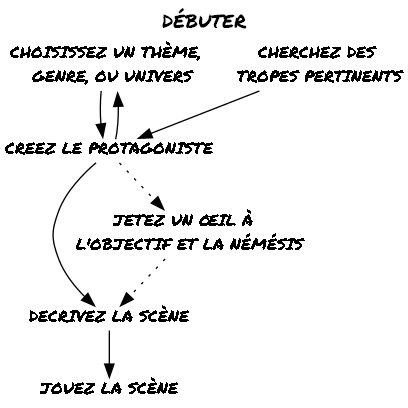 DÉBUTER
CHOISISSEZ UN THÈME,
GENRE, OU UNIVERS
CHERCHEZ DES
TROPES PERTINENTS
CREEZ LE PROTAGONISTE
JETEZ UN ŒIL À
L'OBJECTIF ET LA NÉMÉSIS
DECRIVEZ LA SCÈNE
JOUEZ LA SCÈNE